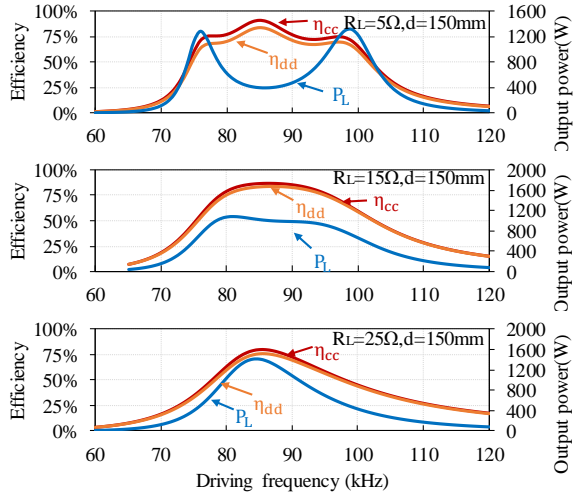 100%
75%
50%
25%
0%
Efficiency
1600
1200
800
400
0
Output power(W)
RL=5Ω,d=150mm
ηcc
ηdd
PL
60 70 80 90 100 110 120
100%
75%
50%
25%
0%
Efficiency
2000
1600
1200
800
400
0
Output power(W)
RL=15Ω,d=150mm
ηcc
ηdd
PL
60 70 80 90 100 110 120
100%
75%
50%
25%
0%
Efficiency
2000
1600
1200
800
400
0
Output power(W)
RL=25Ω,d=150mm
ηcc
ηdd
PL
60 70 80 90 100 110 120
Driving frequency (kHz)